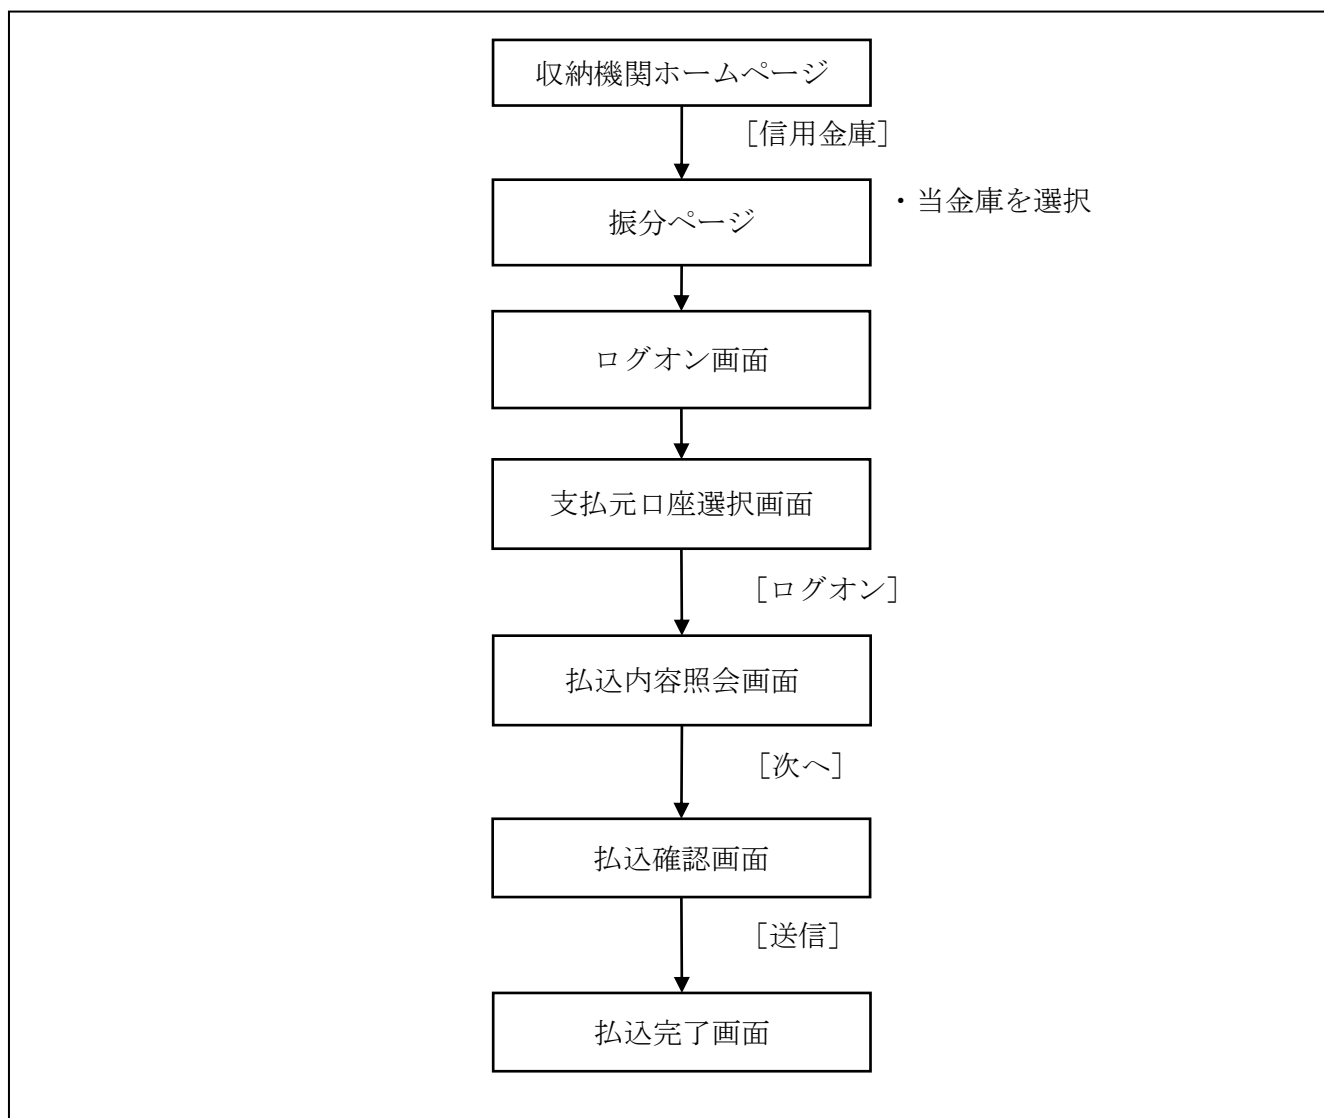 収納機関ホームページ
［信用金庫］
・当金庫を選択
振分ページ
ログオン画面
支払元口座選択画面
［ログオン］
払込内容照会画面
［次へ］
払込確認画面
［送信］
払込完了画面